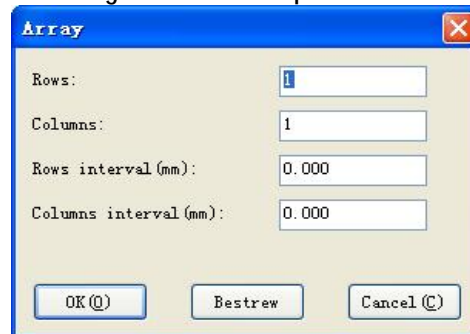 Array
Rows: 1
Columns: 1
Rows interval(mm): 0.000
Columns interval(mm): 0.000
OK(O) Bestrew Cancel(C)